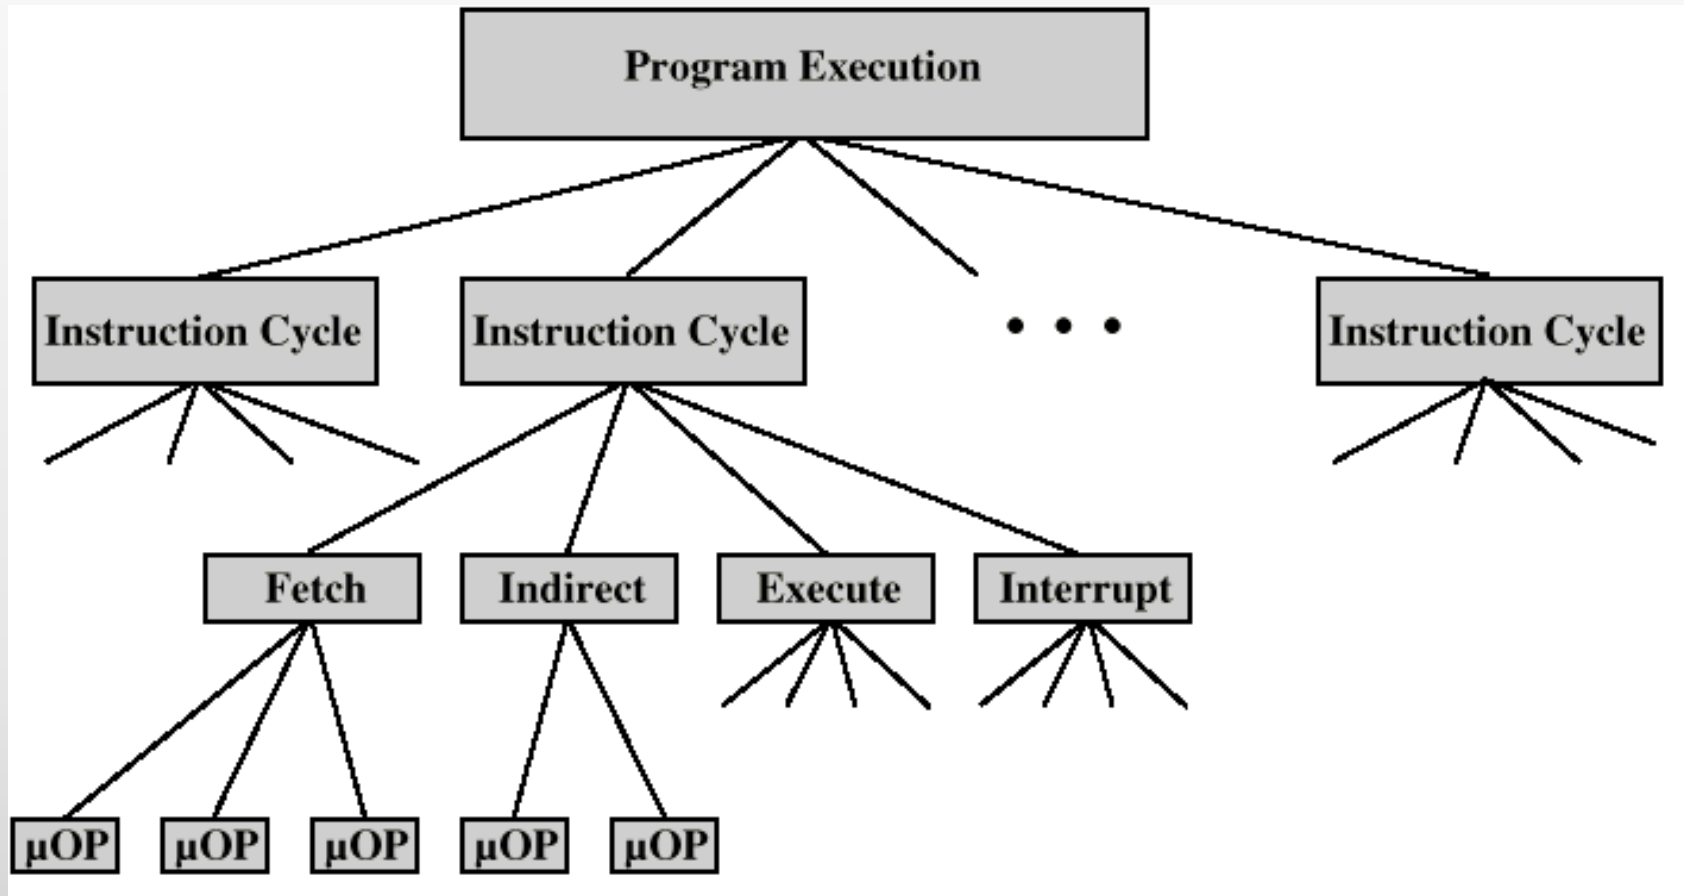 Program Execution
Instruction Cycle
Instruction Cycle
• • •
Instruction Cycle
Fetch
Indirect
Execute
Interrupt
µOP
µOP
µOP
µOP
µOP